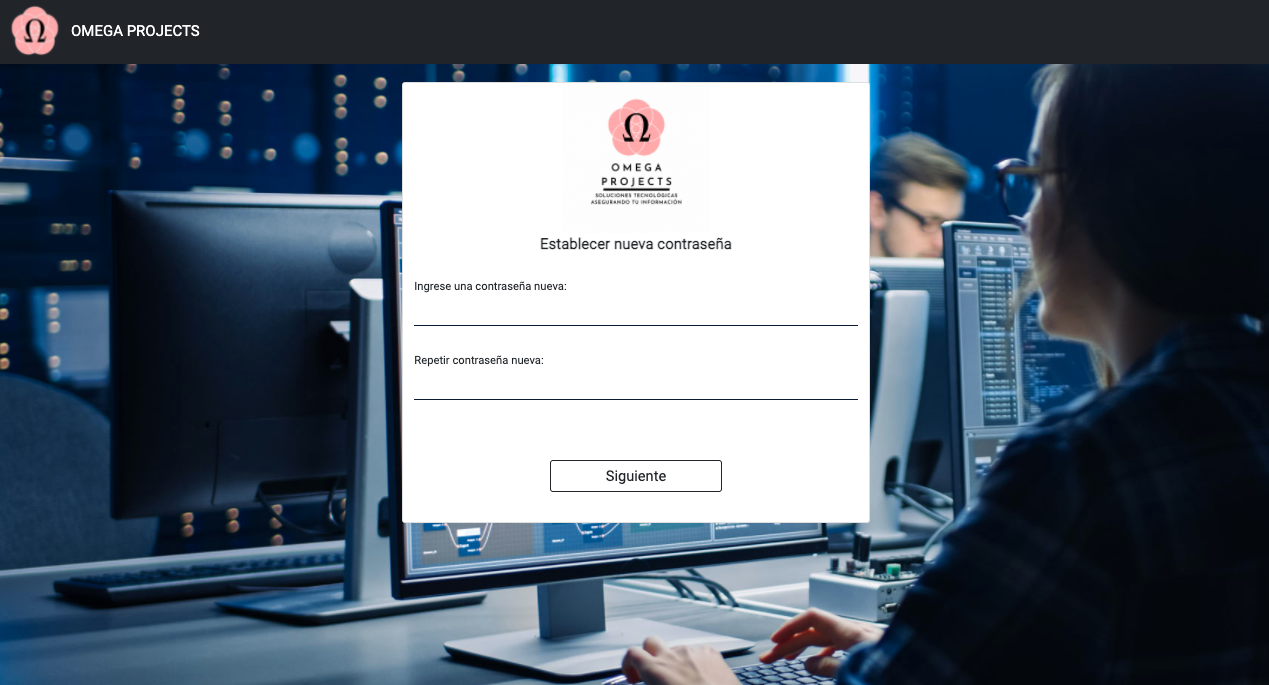 Ω OMEGA PROJECTS
Ω
OMEGA
PROJECTS
SOLUCIONES TECNOLÓGICAS
ASEGURANDO TU INFORMACIÓN
Establecer nueva contraseña
Ingrese una contraseña nueva:
Repetir contraseña nueva:
Siguiente